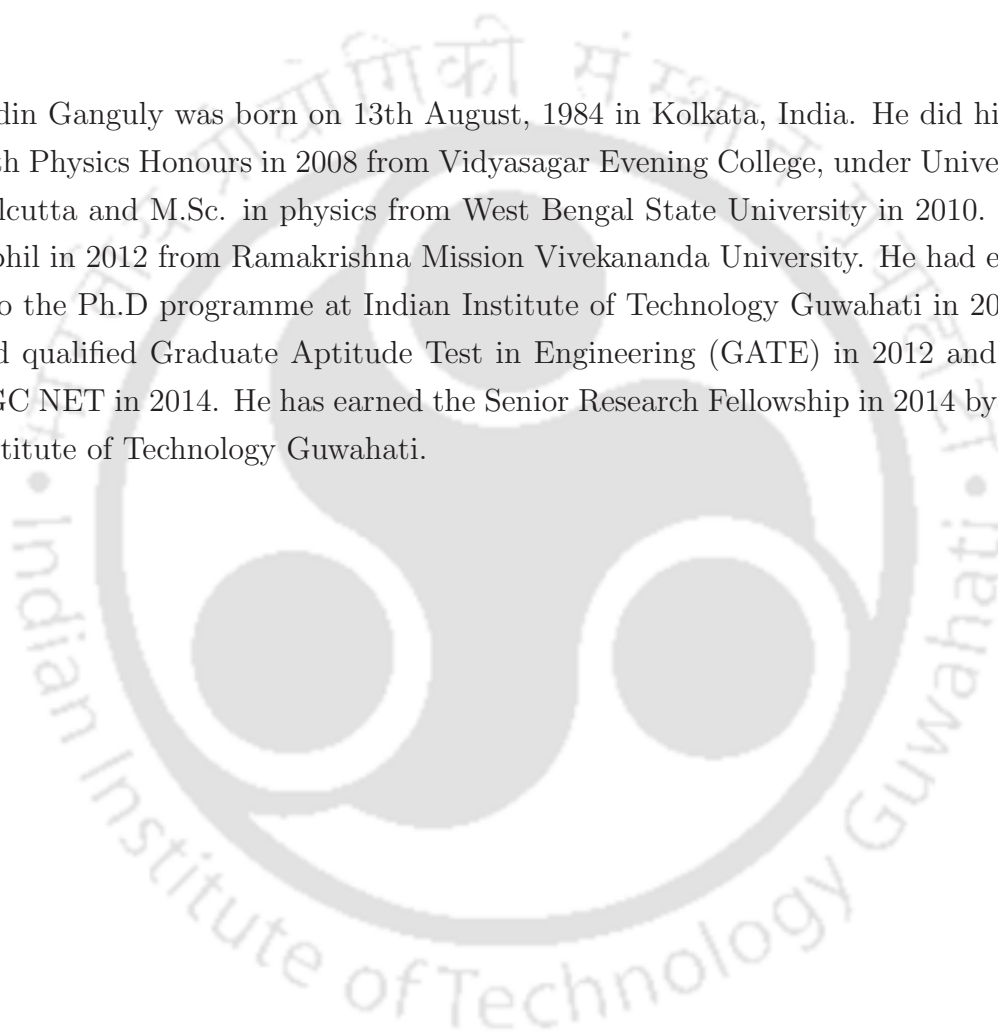 din Ganguly was born on 13th August, 1984 in Kolkata, India. He did hi
th Physics Honours in 2008 from Vidyasagar Evening College, under Unive
lcutta and M.Sc. in physics from West Bengal State University in 2010.
phil in 2012 from Ramakrishna Mission Vivekananda University. He had e
o the Ph.D programme at Indian Institute of Technology Guwahati in 20
d qualified Graduate Aptitude Test in Engineering (GATE) in 2012 and
GC NET in 2014. He has earned the Senior Research Fellowship in 2014 by
titute of Technology Guwahati.
Indian Institute of Technology Guwahati